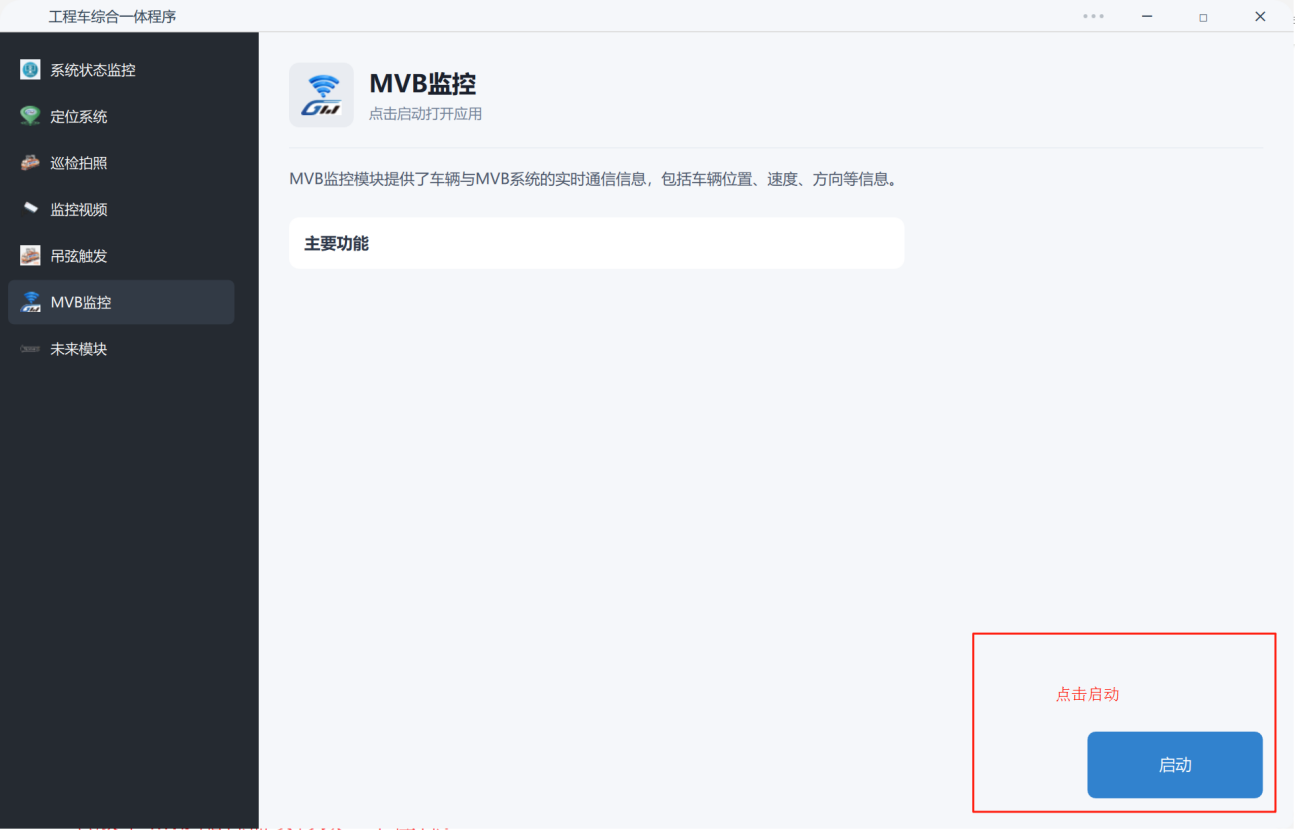 工程车综合一体程序
系统状态监控
定位系统
巡检拍照
监控视频
吊弦触发
MVB监控
未来模块
MVB监控
点击启动打开应用
MVB监控模块提供了车辆与MVB系统的实时通信信息，包括车辆位置、速度、方向等信息。
主要功能
点击启动
启动